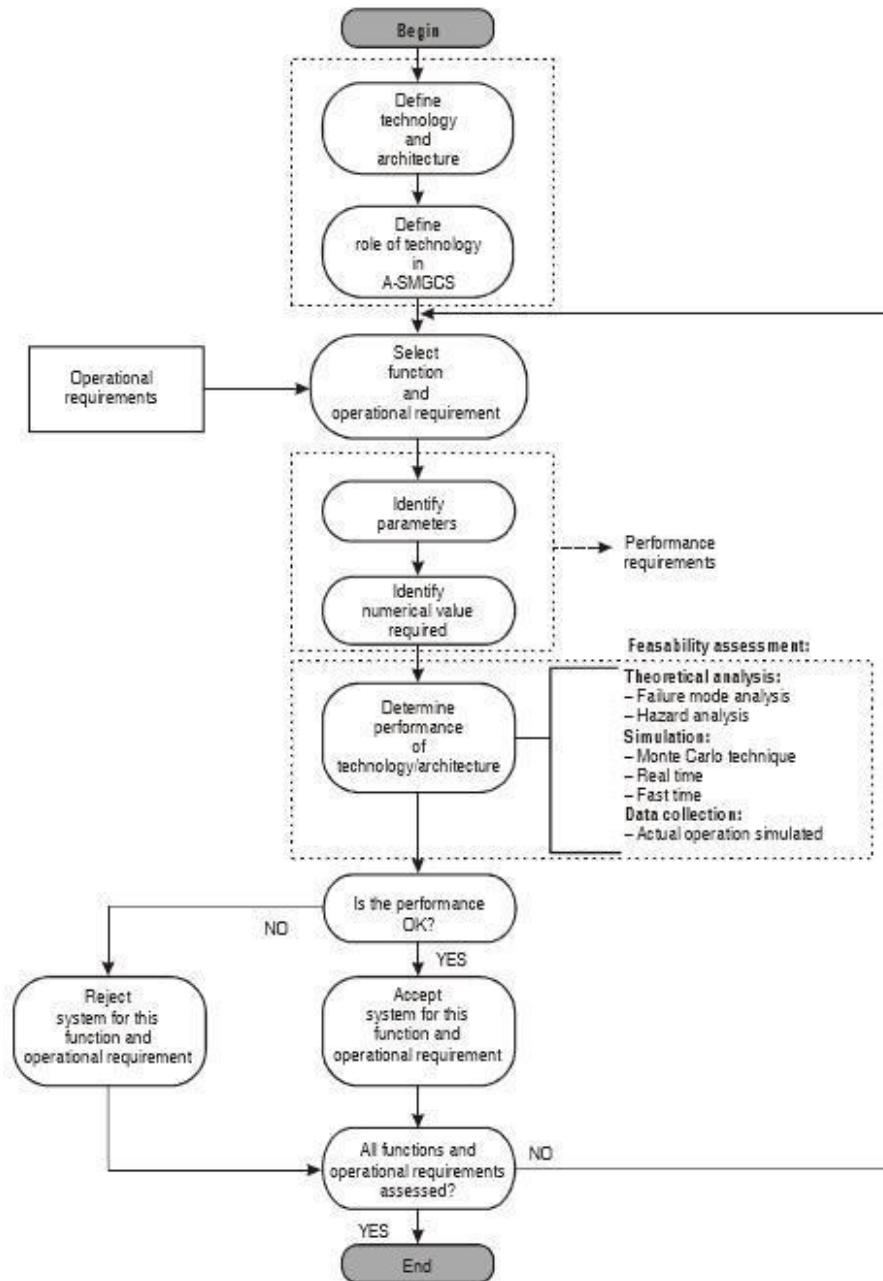 Begin
Define
technology
and
architecture
Define
role of technology
in
A-SMGCS
Operational
requirements
Select
function
and
operational requirement
Identify
parameters
Identify
numerical value
required
Performance
requirements
Feasability assessment:
Determine
performance
of
technology/architecture
Theoretical analysis:
– Failure mode analysis
– Hazard analysis
Simulation:
– Monte Carlo technique
– Real time
– Fast time
Data collection:
– Actual operation simulated
Is the performance
OK?
NO
YES
Reject
system for this
function and
operational requirement
Accept
system for this
function and
operational requirement
All functions and
operational requirements
assessed?
NO
YES
End